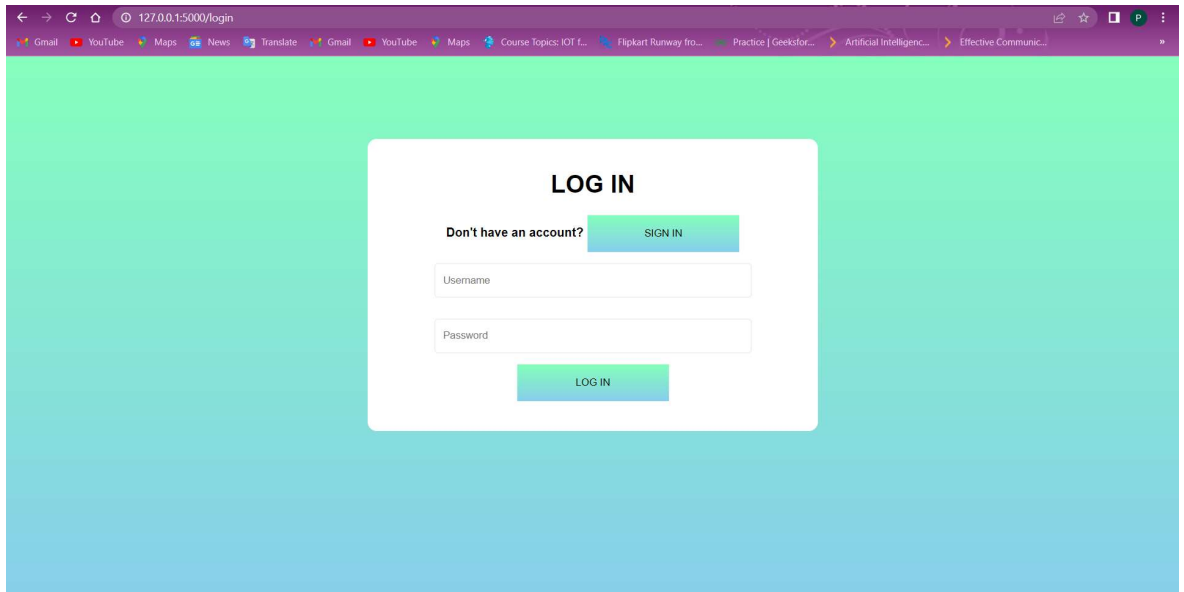 127.0.0.1:5000/login
P
Gmail YouTube Maps News Translate Gmail YouTube Maps Course Topics: IOT f... Flipkart Runway fro... Practice | Geeksfor... Artificial Intelligenc... Effective Communic... »
LOG IN
Don't have an account? SIGN IN
Username
Password
LOG IN